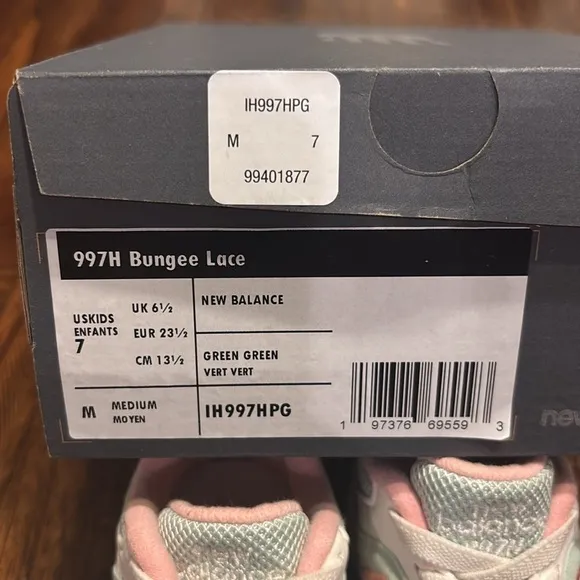 IH997HPG
M 7
99401877
997H Bungee Lace
USKIDS
ENFANTS
7
UK 6½
EUR 23½
CM 13½
NEW BALANCE
GREEN GREEN
VERT VERT
M MEDIUM
MOYEN
IH997HPG
1 97376 69559 3
new